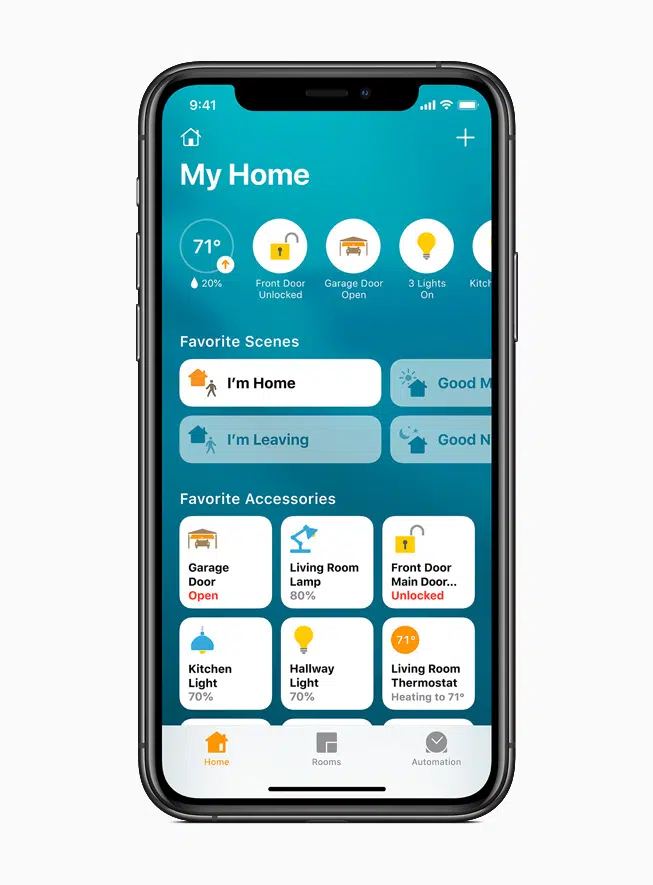 9:41
My Home
71°
20%
Front Door
Unlocked
Garage Door
Open
3 Lights
On
Kitch
Favorite Scenes
I'm Home
Good M
I'm Leaving
Good N
Favorite Accessories
Garage
Door
Open
Living Room
Lamp
80%
Front Door
Main Door...
Unlocked
Kitchen
Light
70%
Hallway
Light
70%
71°
Living Room
Thermostat
Heating to 71°
Home
Rooms
Automation